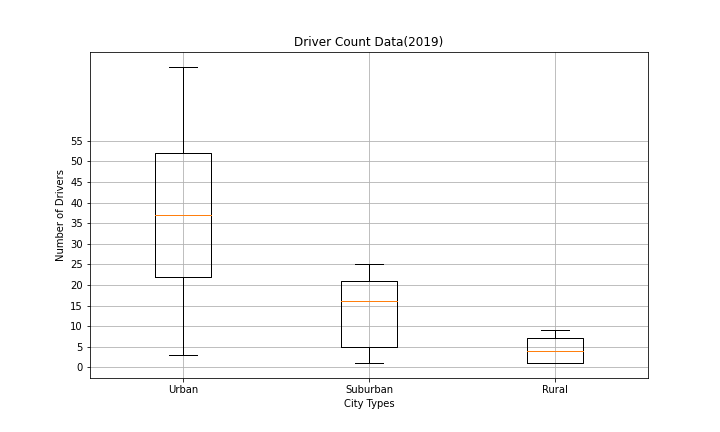 Driver Count Data(2019)
Number of Drivers
55
50
45
40
35
30
25
20
15
10
5
0
Urban
Suburban
Rural
City Types